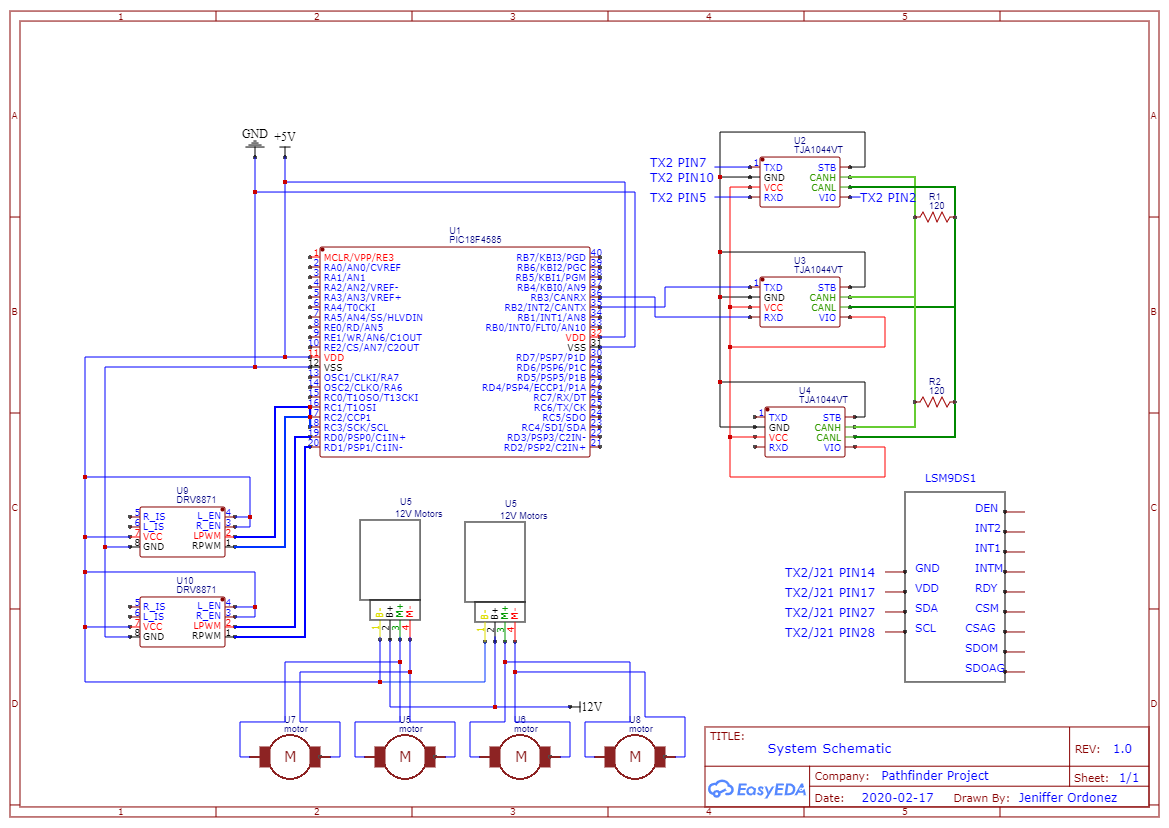 1 2 3 4 5
A A
B B
C C
D D
GND +5V
U1
PIC18F4585
1 MCLR/VPP/RE3
2 RA0/AN0/CVREF
3 RA1/AN1
4 RA2/AN2/VREF-
5 RA3/AN3/VREF+
6 RA4/T0CKI
7 RA5/AN4/SS/HLVDIN
8 RE0/RD/AN5
9 RE1/WR/AN6/C1OUT
10 RE2/CS/AN7/C2OUT
11 VDD
12 VSS
13 OSC1/CLKI/RA7
14 OSC2/CLKO/RA6
15 RC0/T1OSO/T13CKI
16 RC1/T1OSI
17 RC2/CCP1
18 RC3/SCK/SCL
19 RD0/PSP0/C1IN+
20 RD1/PSP1/C1IN-
RB7/KBI3/PGD 40
RB6/KBI2/PGC 39
RB5/KBI1/PGM 38
RB4/KBI0/AN9 37
RB3/CANRX 36
RB2/INT2/CANTX 35
RB1/INT1/AN8 34
RB0/INT0/FLT0/AN10 33
VDD 32
VSS 31
RD7/PSP7/P1D 30
RD6/PSP6/P1C 29
RD5/PSP5/P1B 28
RD4/PSP4/ECCP1/P1A 27
RC7/RX/DT 26
RC6/TX/CK 25
RC5/SDO 24
RC4/SDI/SDA 23
RD3/PSP3/C2IN- 22
RD2/PSP2/C2IN+ 21
U2
TJA1044VT
TX2 PIN7 1 TXD STB
TX2 PIN10 GND CANH
VCC CANL
TX2 PIN5 RXD VIO TX2 PIN2
R1
120
U3
TJA1044VT
1 TXD STB
GND CANH
VCC CANL
RXD VIO
R2
120
U4
TJA1044VT
1 TXD STB
GND CANH
VCC CANL
RXD VIO
U9
DRV8871
5 R_IS L_EN 4
6 L_IS R_EN 3
7 VCC LPWM 2
8 GND RPWM 1
U10
DRV8871
5 R_IS L_EN 4
6 L_IS R_EN 3
7 VCC LPWM 2
8 GND RPWM 1
U5
12V Motors
B- B+ M+ M-
1 2 3 4
U5
12V Motors
B- B+ M+ M-
1 2 3 4
12V
U7
motor
M
U5
motor
M
U6
motor
M
U8
motor
M
LSM9DS1
DEN
INT2
INT1
TX2/J21 PIN14 GND INTM
TX2/J21 PIN17 VDD RDY
TX2/J21 PIN27 SDA CSM
TX2/J21 PIN28 SCL CSAG
SDOM
SDOAG
TITLE:
System Schematic
REV: 1.0
EasyEDA
Company: Pathfinder Project
Sheet: 1/1
Date: 2020-02-17 Drawn By: Jeniffer Ordonez
1 2 3 4 5